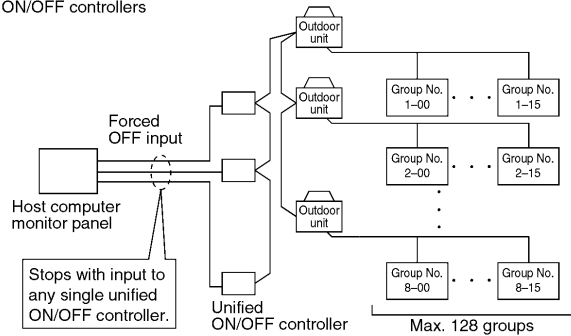 ON/OFF controllers
Outdoor
unit
Group No.
1–00
Group No.
1–15
Forced
OFF input
Outdoor
unit
Group No.
2–00
Group No.
2–15
Host computer
monitor panel
Outdoor
unit
Stops with input to
any single unified
ON/OFF controller.
Group No.
8–00
Group No.
8–15
Unified
ON/OFF controller
Max. 128 groups